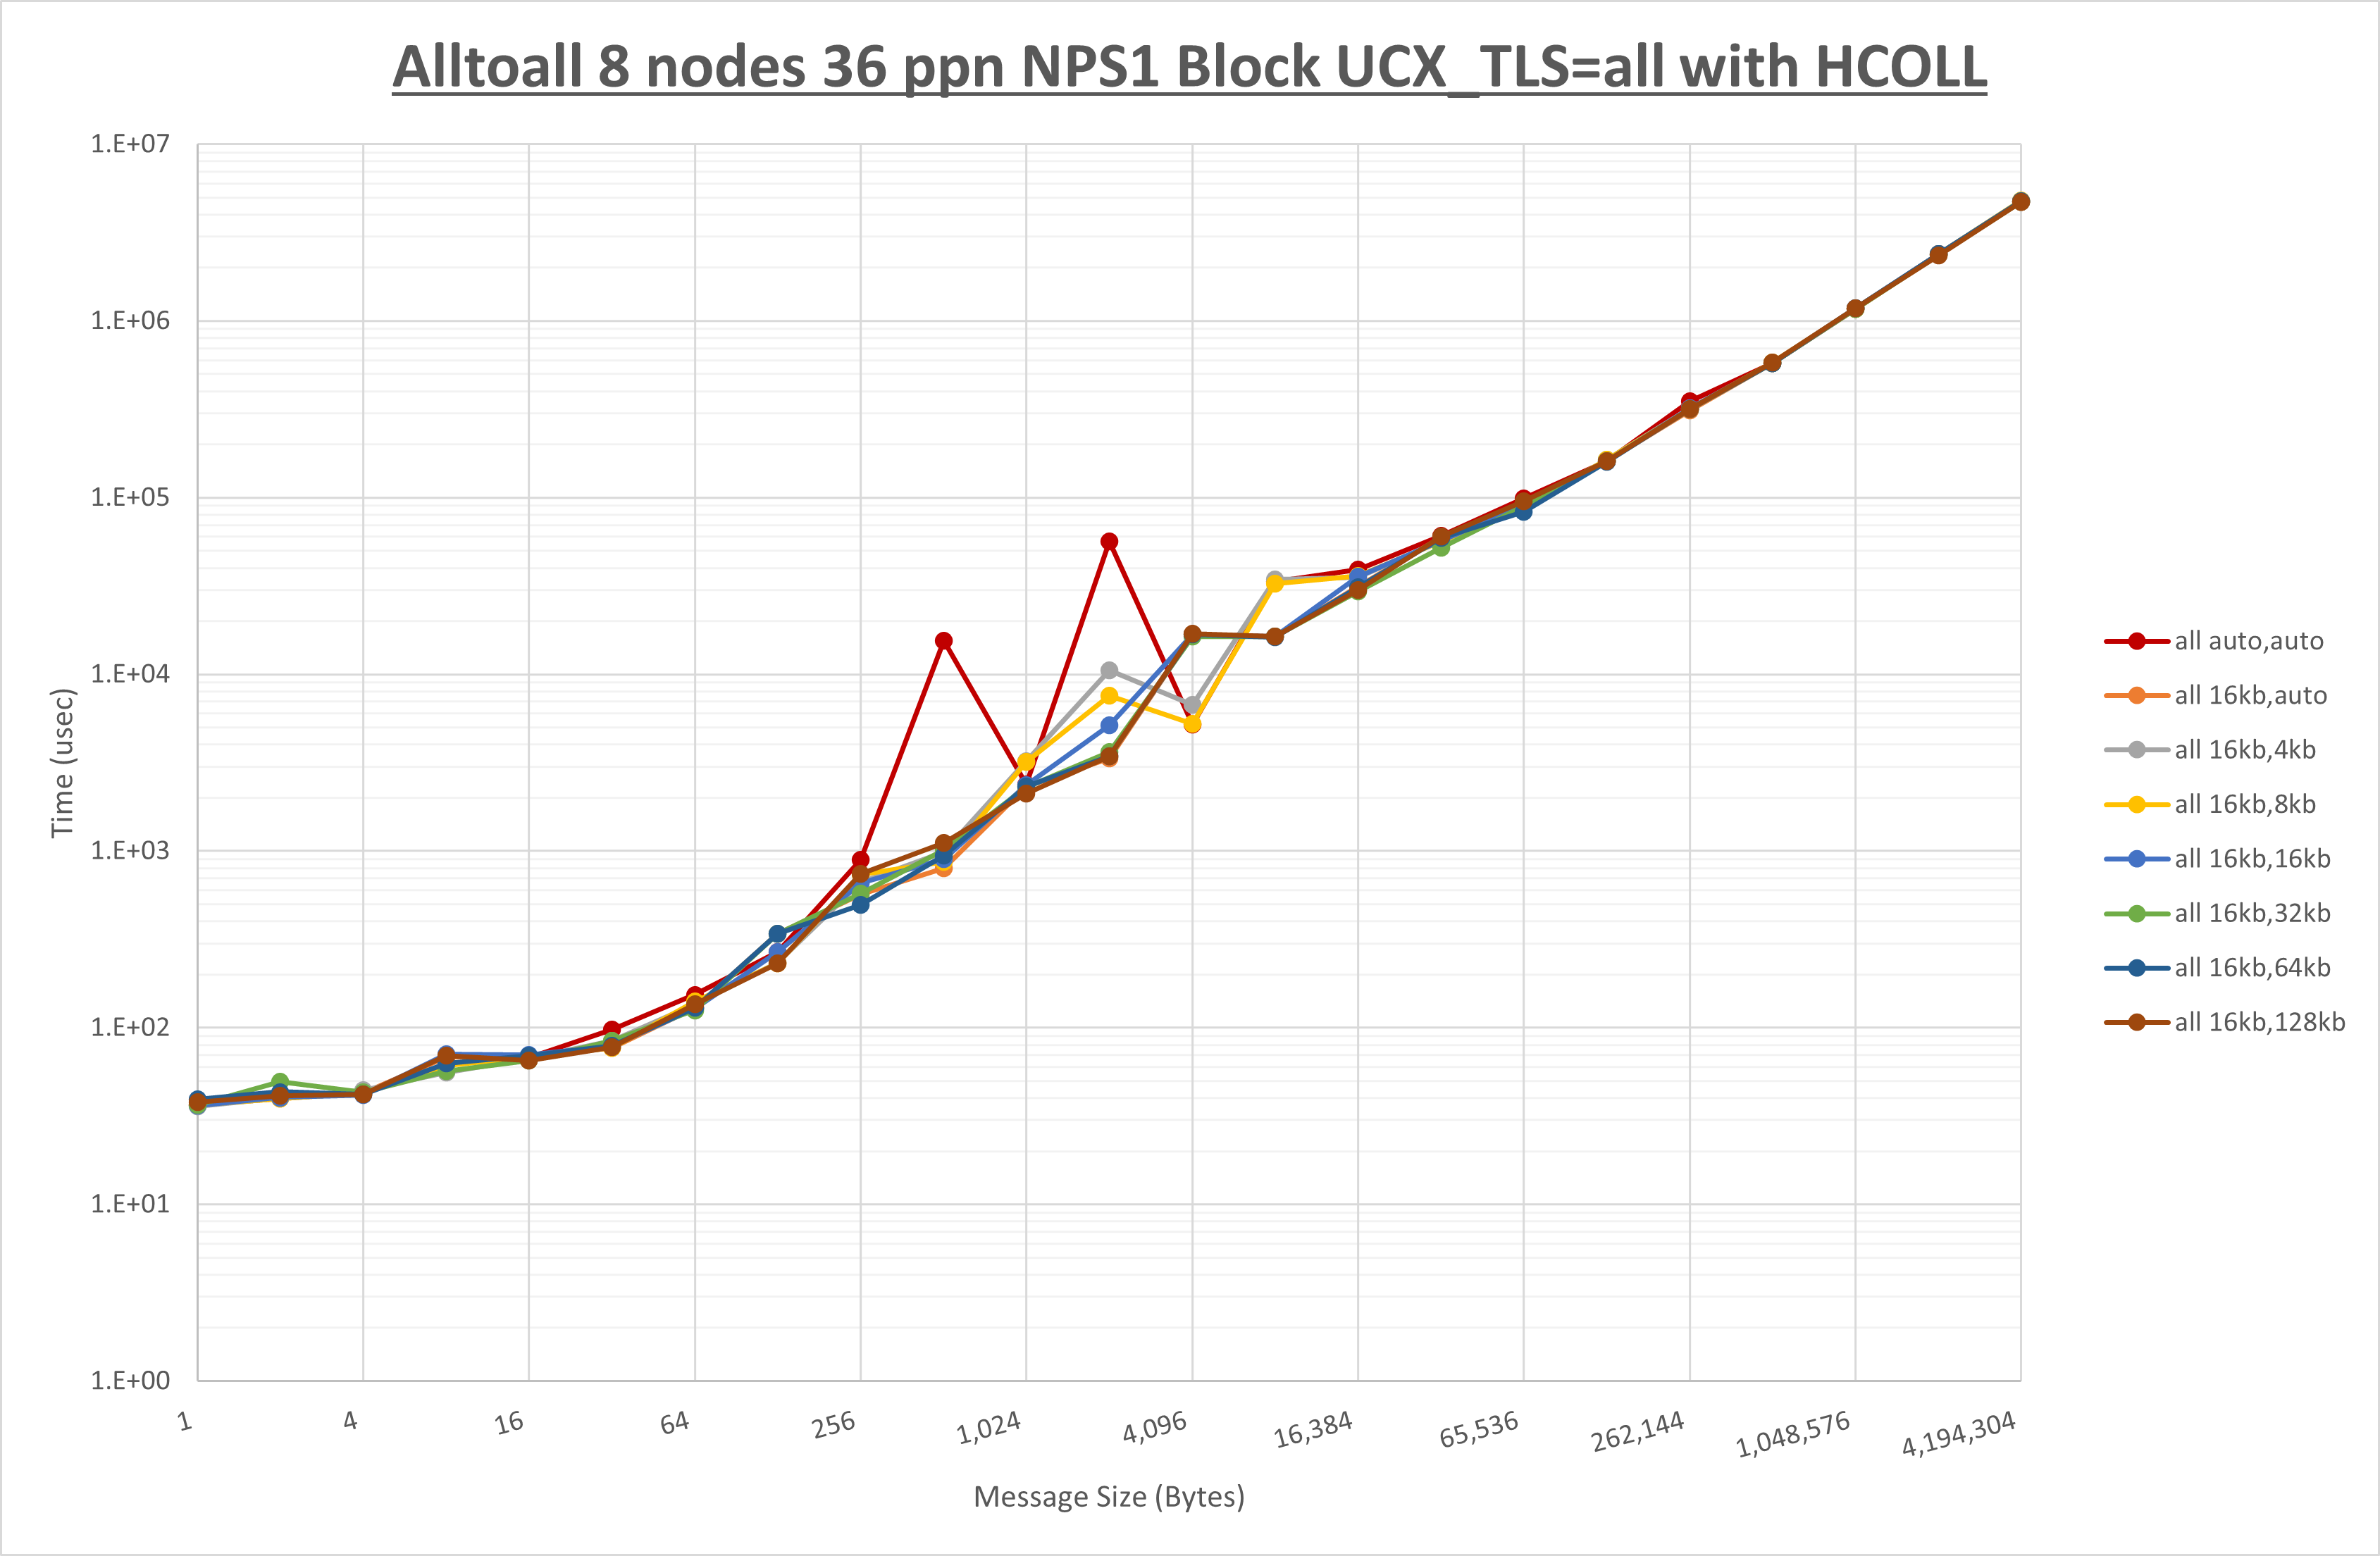 Alltoall 8 nodes 36 ppn NPS1 Block UCX_TLS=all with HCOLL
1.E+07
1.E+06
1.E+05
1.E+04
1.E+03
1.E+02
1.E+01
1.E+00
Time (usec)
1
4
16
64
256
1,024
4,096
16,384
65,536
262,144
1,048,576
4,194,304
Message Size (Bytes)
all auto,auto
all 16kb,auto
all 16kb,4kb
all 16kb,8kb
all 16kb,16kb
all 16kb,32kb
all 16kb,64kb
all 16kb,128kb